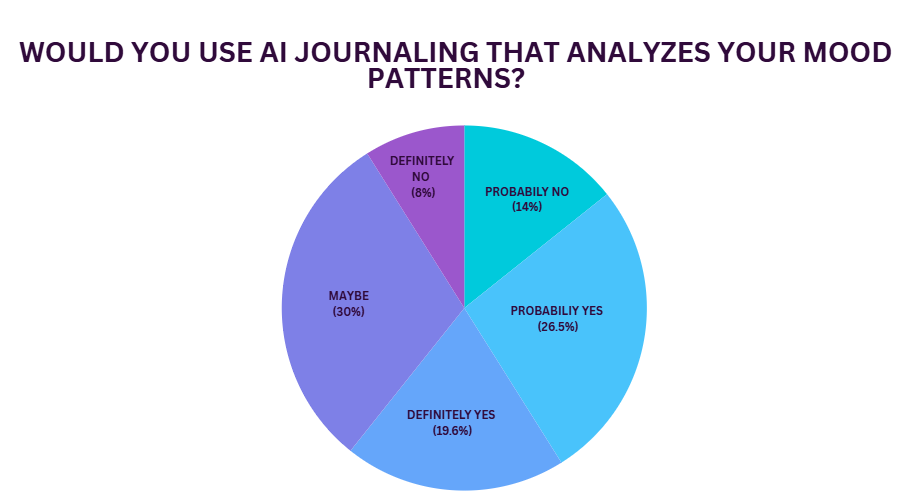 WOULD YOU USE AI JOURNALING THAT ANALYZES YOUR MOOD
PATTERNS?
DEFINITELY
NO
(8%)
PROBABILY NO
(14%)
MAYBE
(30%)
PROBABILIY YES
(26.5%)
DEFINITELY YES
(19.6%)